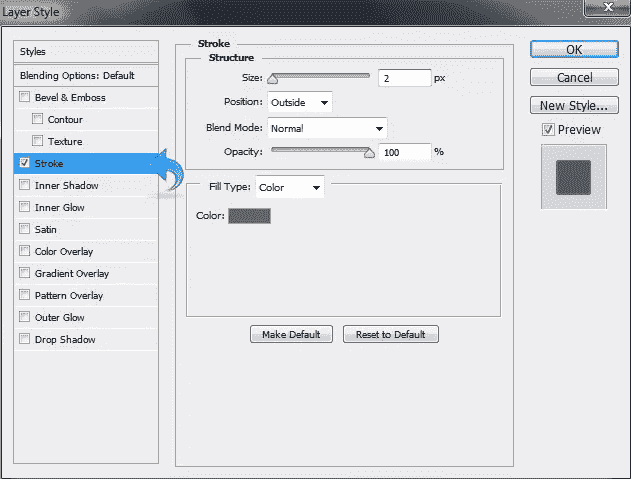 Layer Style
x
Styles
Blending Options: Default
Bevel & Emboss
Contour
Texture
Stroke
Inner Shadow
Inner Glow
Satin
Color Overlay
Gradient Overlay
Pattern Overlay
Outer Glow
Drop Shadow
Stroke
Structure
Size: 2 px
Position: Outside
Blend Mode: Normal
Opacity: 100 %
Fill Type: Color
Color:
Make Default Reset to Default
OK
Cancel
New Style...
Preview